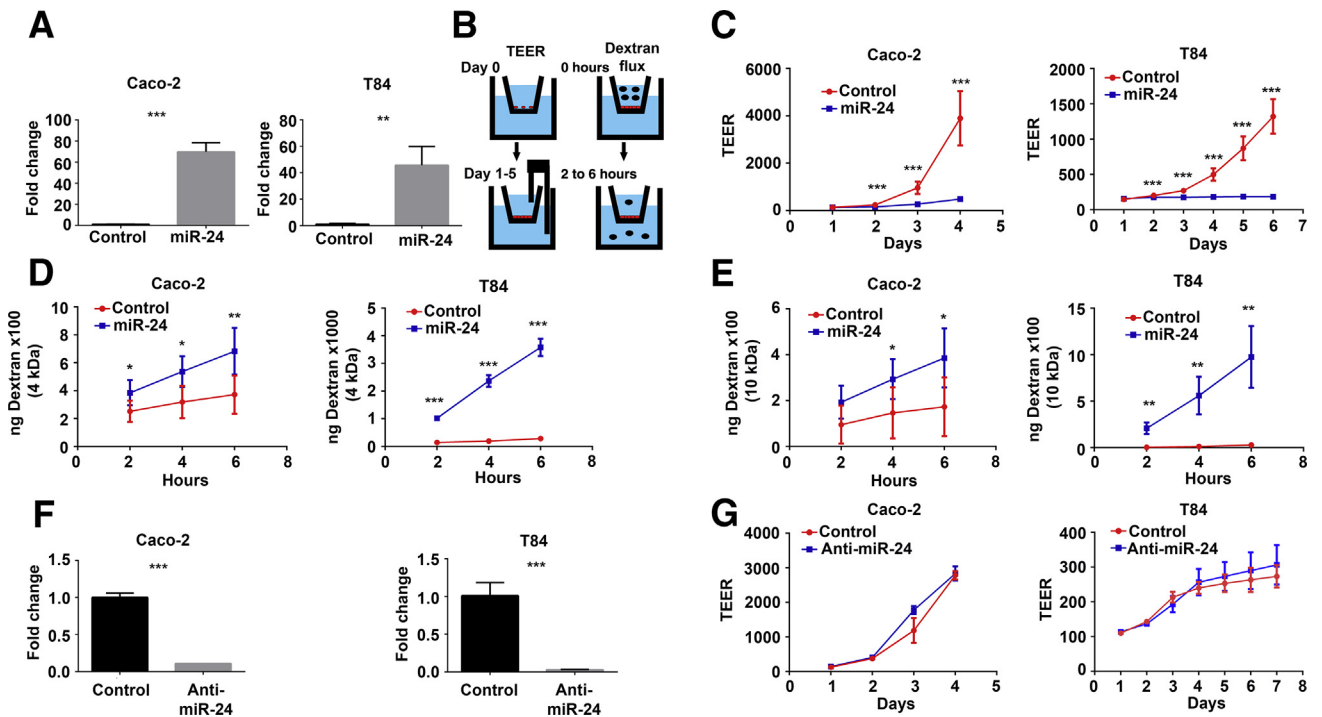 A
Caco-2
Fold change
100
80
60
40
20
0
***
Control
miR-24
T84
Fold change
80
60
40
20
0
**
Control
miR-24
B
TEER
Dextran
flux
Day 0
0 hours
Day 1-5
2 to 6 hours
C
Caco-2
TEER
6000
4000
2000
0
Control
miR-24
***
***
***
0 1 2 3 4 5
Days
T84
TEER
2000
1500
1000
500
0
Control
miR-24
***
***
***
***
***
0 1 2 3 4 5 6 7
Days
D
Caco-2
ng Dextran x100
(4 kDa)
10
8
6
4
2
0
Control
miR-24
*
*
**
0 2 4 6 8
Hours
T84
ng Dextran x1000
(4 kDa)
5
4
3
2
1
0
Control
miR-24
***
***
***
0 2 4 6 8
Hours
E
Caco-2
ng Dextran x100
(10 kDa)
6
4
2
0
Control
miR-24
*
*
0 2 4 6 8
Hours
T84
ng Dextran x100
(10 kDa)
15
10
5
0
Control
miR-24
**
**
**
0 2 4 6 8
Hours
F
Caco-2
Fold change
1.5
1.0
0.5
0.0
***
Control
Anti-
miR-24
T84
Fold change
1.5
1.0
0.5
0.0
***
Control
Anti-
miR-24
G
Caco-2
TEER
4000
3000
2000
1000
0
Control
Anti-miR-24
0 1 2 3 4 5
Days
T84
TEER
400
300
200
100
0
Control
Anti-miR-24
0 1 2 3 4 5 6 7 8
Days